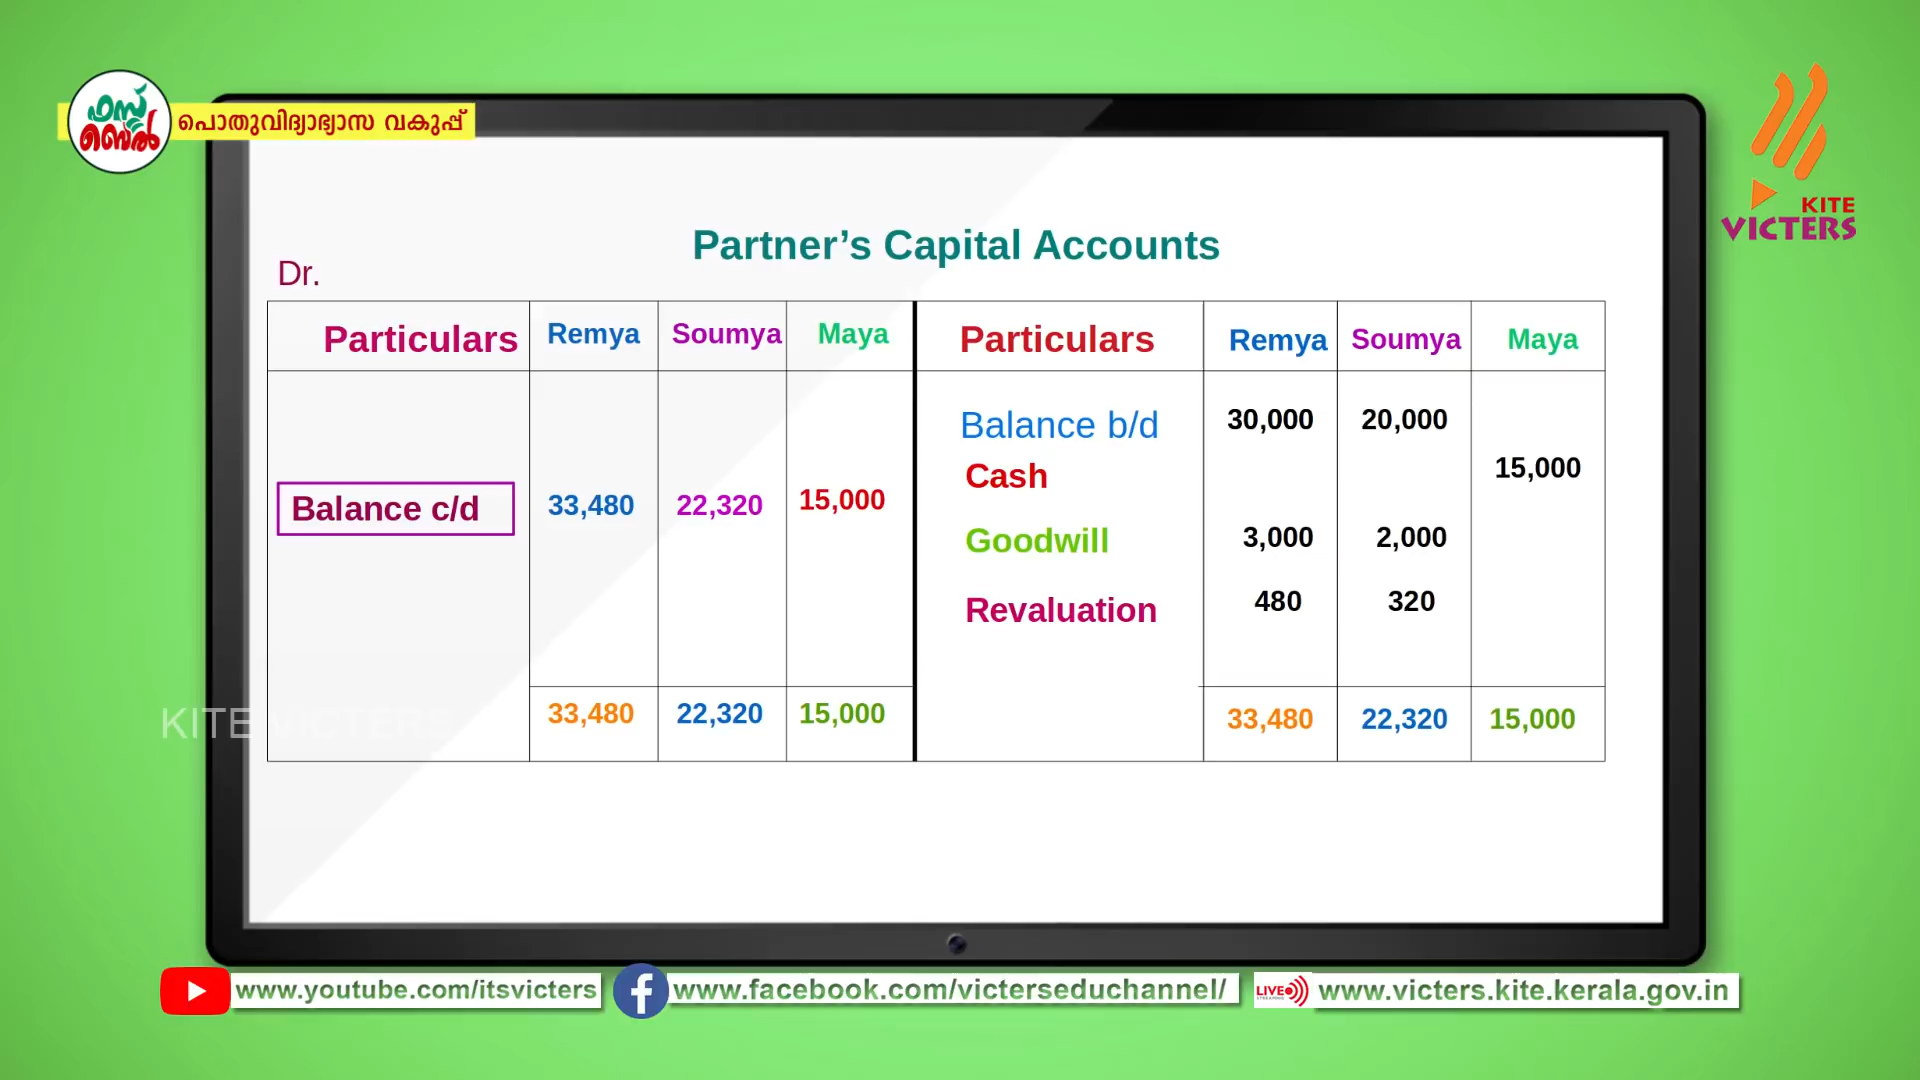 ഫസ്റ്റ്
ബെൽ
പൊതുവിദ്യാഭ്യാസ വകുപ്പ്
KITE
VICTERS
Partner’s Capital Accounts
Dr.
Particulars Remya Soumya Maya Particulars Remya Soumya Maya
Balance b/d 30,000 20,000
Cash 15,000
Balance c/d 33,480 22,320 15,000
Goodwill 3,000 2,000
Revaluation 480 320
33,480 22,320 15,000 33,480 22,320 15,000
KITE VICTERS
www.youtube.com/itsvicters
www.facebook.com/victerseduchannel/
LIVE
STREAMING
www.victers.kite.kerala.gov.in